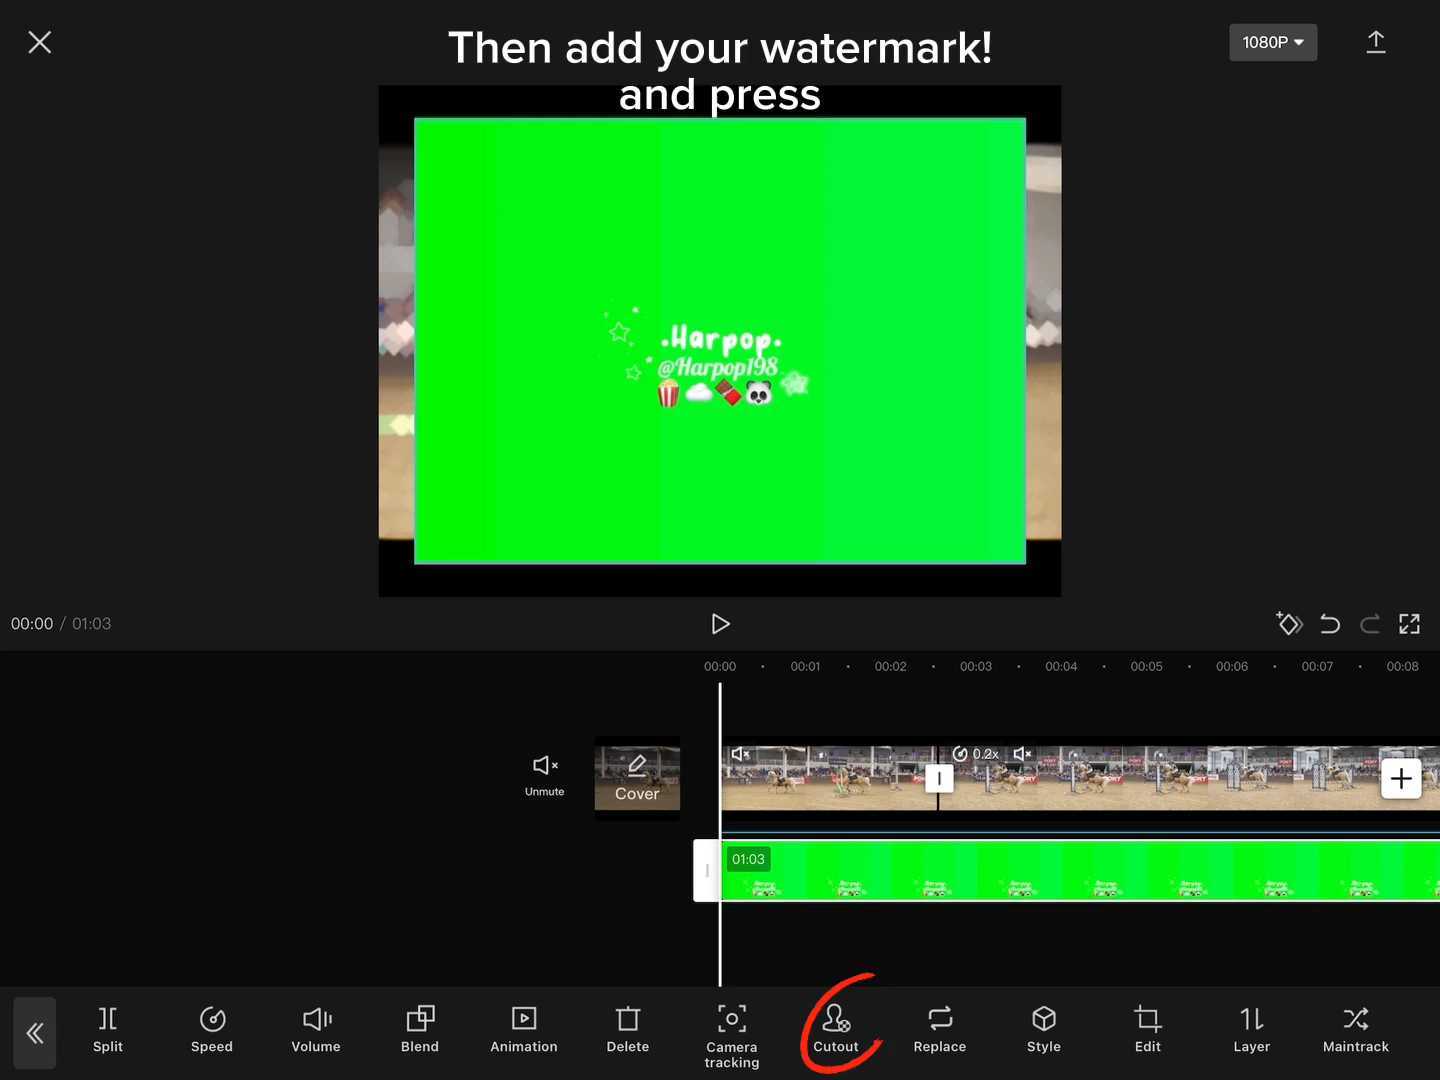 Then add your watermark!
and press
1080P
.Harpop.
@Harpop198
00:00 / 01:03
00:00 00:01 00:02 00:03 00:04 00:05 00:06 00:07 00:08
0.2x
Unmute
Cover
01:03
Split Speed Volume Blend Animation Delete Camera tracking Cutout Replace Style Edit Layer Maintrack